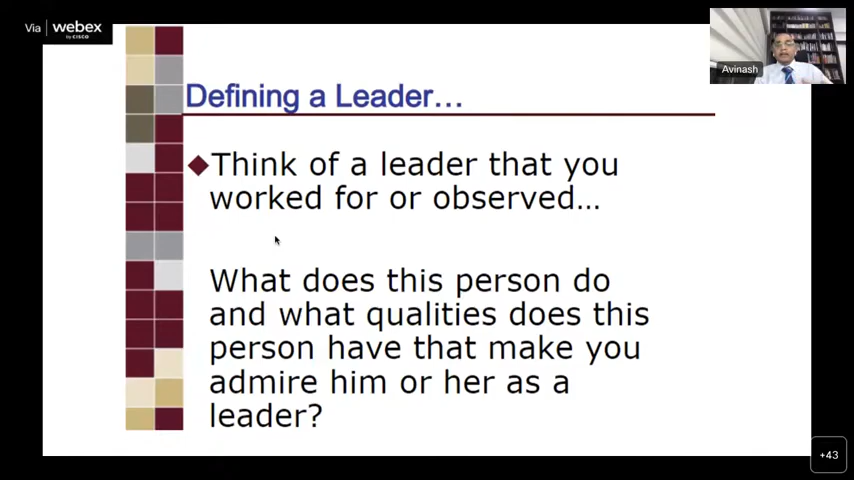 Via webex
by CISCO
Avinash
Defining a Leader...
Think of a leader that you
worked for or observed...
What does this person do
and what qualities does this
person have that make you
admire him or her as a
leader?
+43